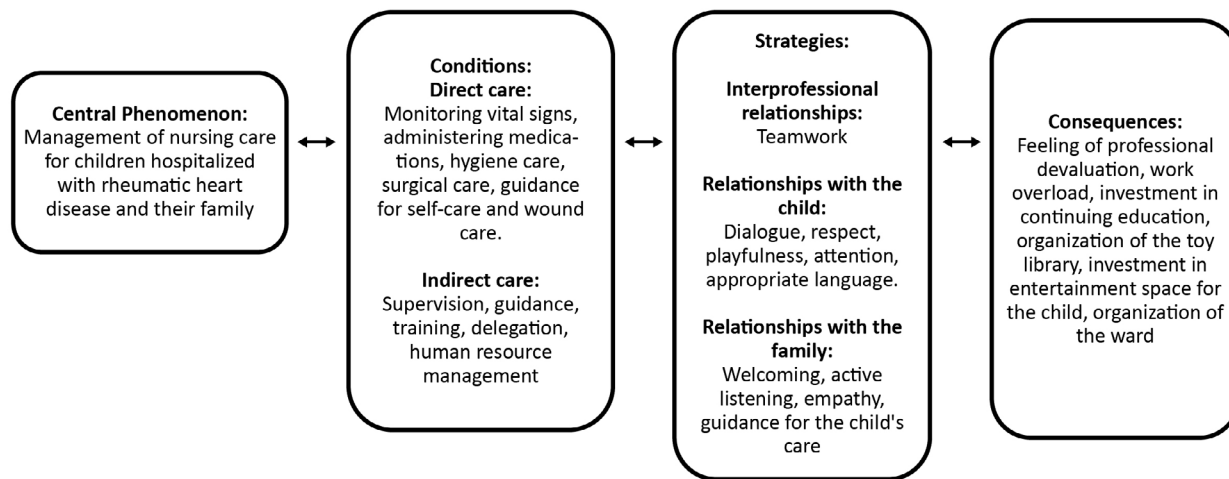 Central Phenomenon:
Management of nursing care
for children hospitalized
with rheumatic heart
disease and their family
Conditions:
Direct care:
Monitoring vital signs,
administering medica-
tions, hygiene care,
surgical care, guidance
for self-care and wound
care.
Indirect care:
Supervision, guidance,
training, delegation,
human resource
management
Strategies:
Interprofessional
relationships:
Teamwork
Relationships with the
child:
Dialogue, respect,
playfulness, attention,
appropriate language.
Relationships with the
family:
Welcoming, active
listening, empathy,
guidance for the child's
care
Consequences:
Feeling of professional
devaluation, work
overload, investment in
continuing education,
organization of the toy
library, investment in
entertainment space for
the child, organization of
the ward